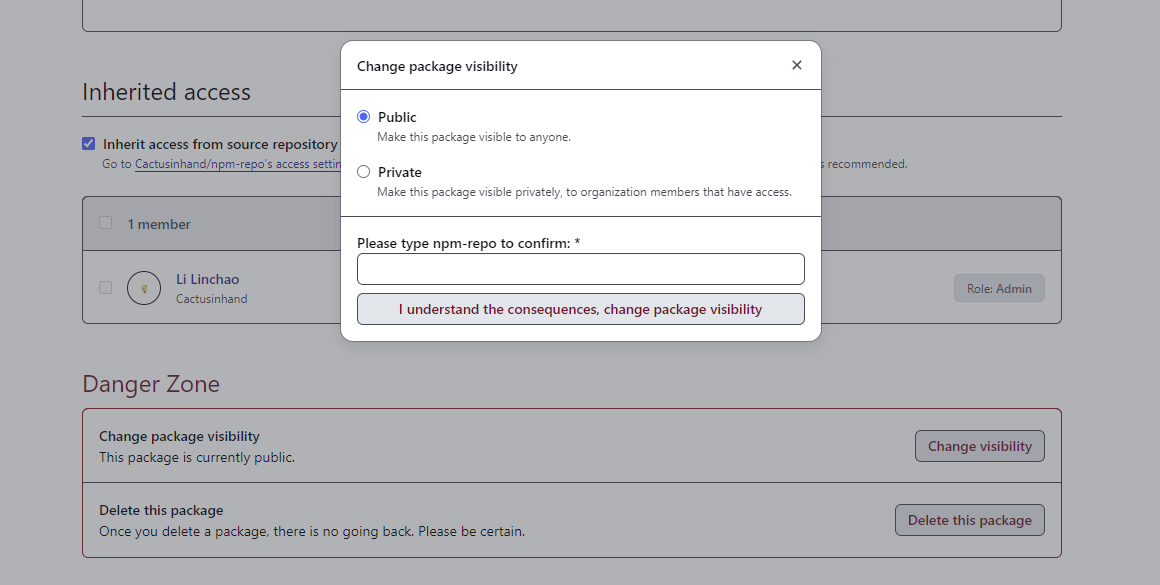 Change package visibility
Inherited access
Public
Make this package visible to anyone.
Inherit access from source repository
Go to Cactusinhand/npm-repo's access settin
s recommended.
Private
Make this package visible privately, to organization members that have access.
1 member
Please type npm-repo to confirm: *
Li Linchao
Cactusinhand
Role: Admin
I understand the consequences, change package visibility
Danger Zone
Change package visibility
This package is currently public.
Change visibility
Delete this package
Once you delete a package, there is no going back. Please be certain.
Delete this package